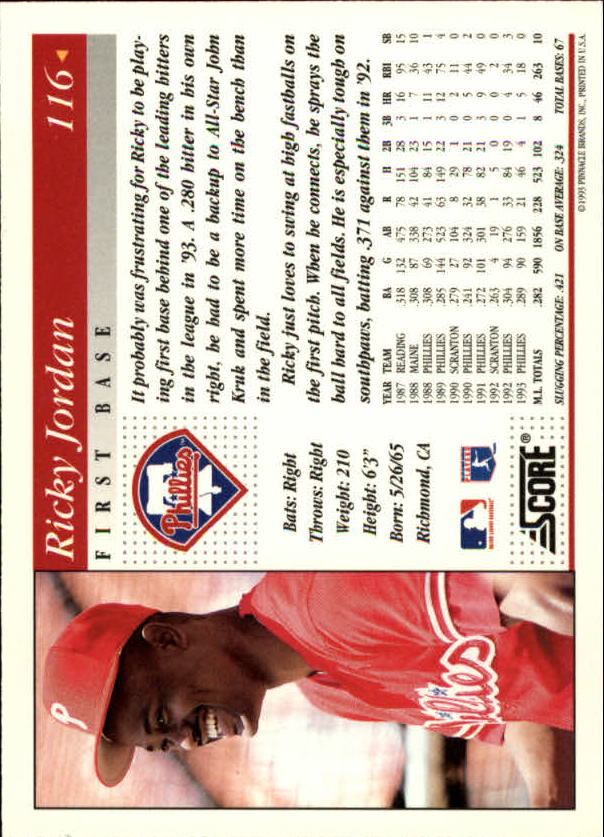 Ricky Jordan 116
FIRST BASE
Phillies
Bats: Right
Throws: Right
Weight: 210
Height: 6'3"
Born: 5/26/65
Richmond, CA
It probably was frustrating for Ricky to be play-
ing first base behind one of the leading bitters
in the league in '93. A .280 bitter in his own
right, he had to be a backup to All-Star John
Kruk and spent more time on the bench than
in the field.
Ricky just loves to swing at high fastballs on
the first pitch. When be connects, he sprays the
ball hard to all fields. He is especially tough on
southpaws, batting .371 against them in '92.
YEAR TEAM BA G AB R H 2B 3B HR RBI SB
1987 READING .318 132 475 78 151 28 3 16 95 15
1988 MAINE .308 87 338 42 104 23 1 7 36 10
1988 PHILLIES .308 69 273 41 84 15 1 11 43 1
1989 PHILLIES .285 144 523 63 149 22 3 12 75 4
1990 SCRANTON .279 27 104 8 29 1 0 2 11 0
1990 PHILLIES .241 92 324 32 78 21 0 5 44 2
1991 PHILLIES .272 101 301 38 82 21 3 9 49 0
1992 SCRANTON .263 4 19 1 5 0 0 0 2 0
1992 PHILLIES .304 94 276 33 84 19 0 4 34 3
1993 PHILLIES .289 90 159 21 46 4 1 5 18 0
M.L. TOTALS .282 590 1856 228 523 102 8 46 263 10
SLUGGING PERCENTAGE: .421 ON BASE AVERAGE: .324 TOTAL BASES: 67
SCORE®
©1993 PINNACLE BRANDS, INC., PRINTED IN U.S.A.
P
Phillies